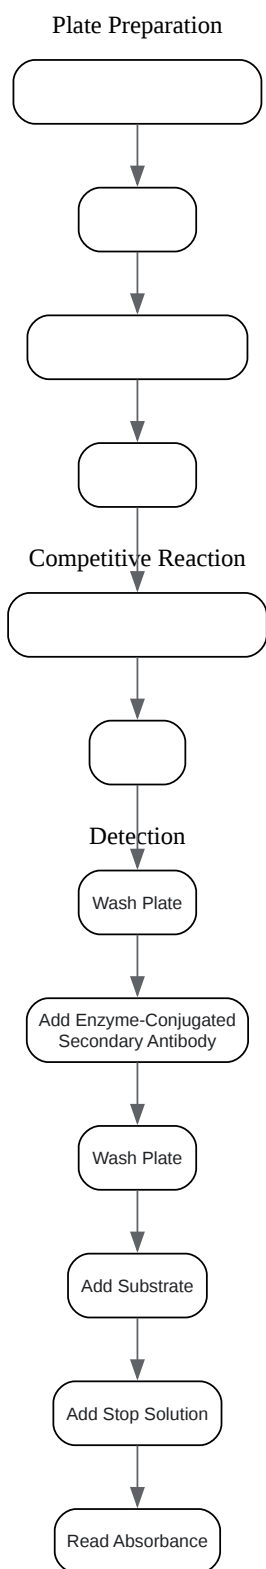 Plate Preparation
Competitive Reaction
Detection
Wash Plate
Add Enzyme-Conjugated
Secondary Antibody
Wash Plate
Add Substrate
Add Stop Solution
Read Absorbance